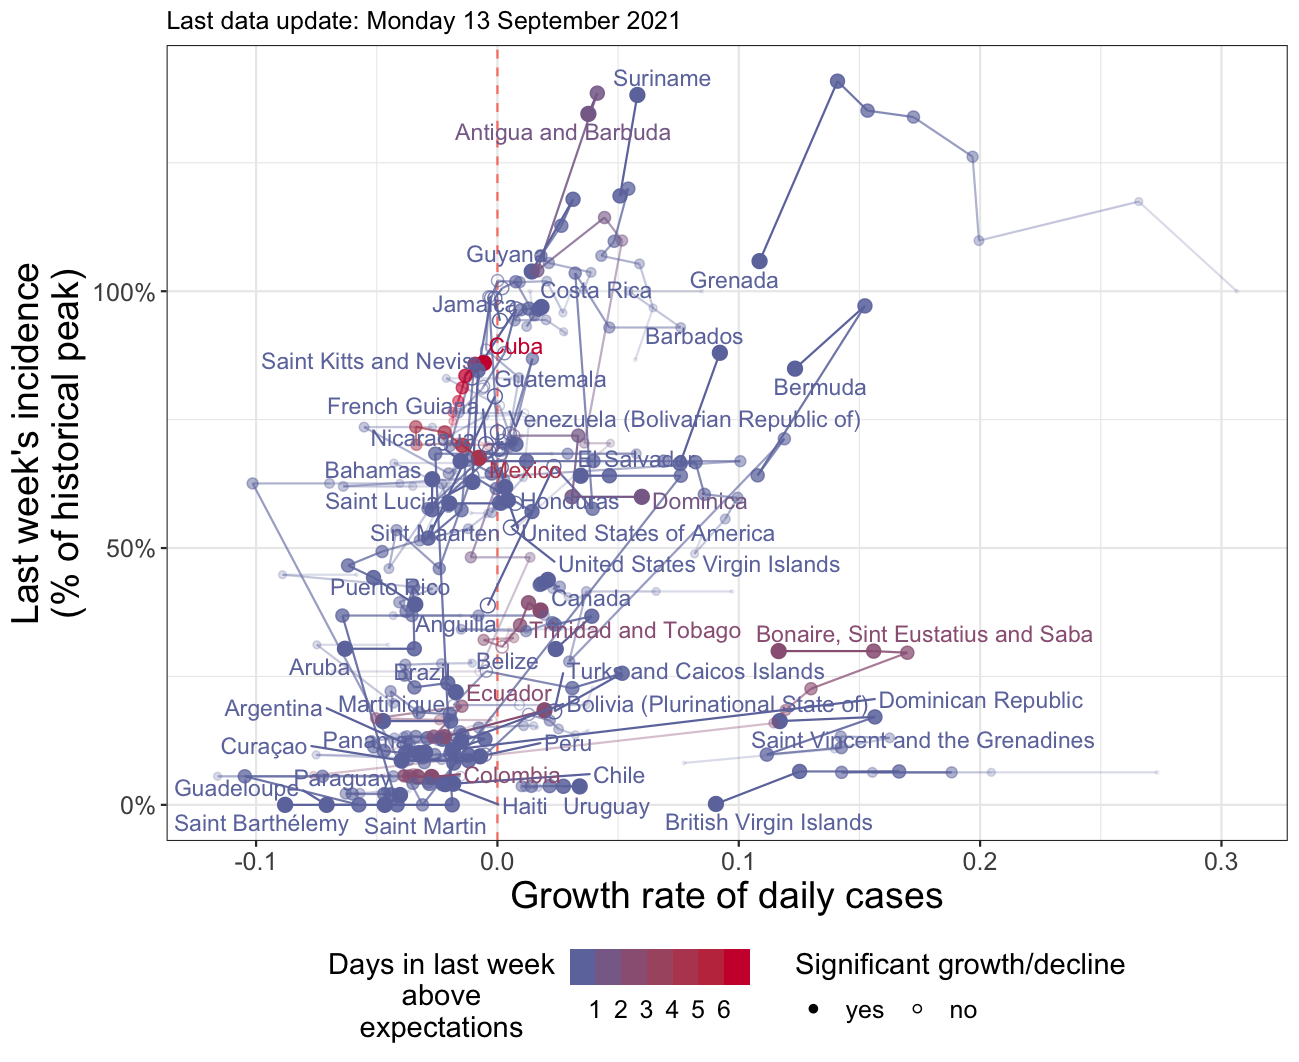 Last data update: Monday 13 September 2021
Last week's incidence
(% of historical peak)
100%
50%
0%
Suriname
Antigua and Barbuda
Guyana
Grenada
Costa Rica
Jamaica
Barbados
Cuba
Saint Kitts and Nevis
Guatemala
Bermuda
French Guiana
Venezuela (Bolivarian Republic of)
Nicaragua
El Salvador
Bahamas
Mexico
Saint Lucia
Honduras
Dominica
Sint Maarten
United States of America
United States Virgin Islands
Puerto Rico
Canada
Anguilla
Trinidad and Tobago
Bonaire, Sint Eustatius and Saba
Belize
Aruba
Brazil
Turks and Caicos Islands
Ecuador
Martinique
Bolivia (Plurinational State of)
Dominican Republic
Argentina
Panama
Curaçao
Peru
Saint Vincent and the Grenadines
Paraguay
Colombia
Chile
Guadeloupe
Haiti
Uruguay
Saint Barthélemy
Saint Martin
British Virgin Islands
-0.1
0.0
0.1
0.2
0.3
Growth rate of daily cases
Days in last week
above
expectations
1 2 3 4 5 6
Significant growth/decline
yes
no